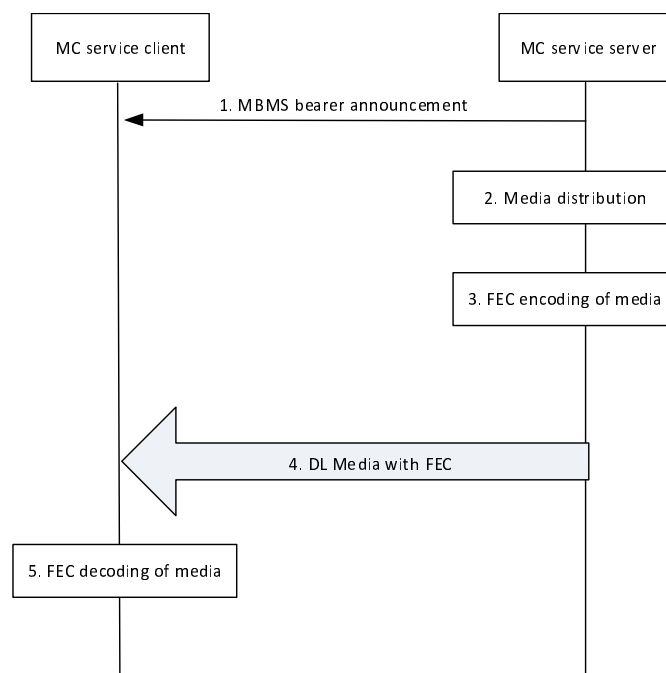 MC service client
MC service server
1. MBMS bearer announcement
2. Media distribution
3. FEC encoding of media
4. DL Media with FEC
5. FEC decoding of media